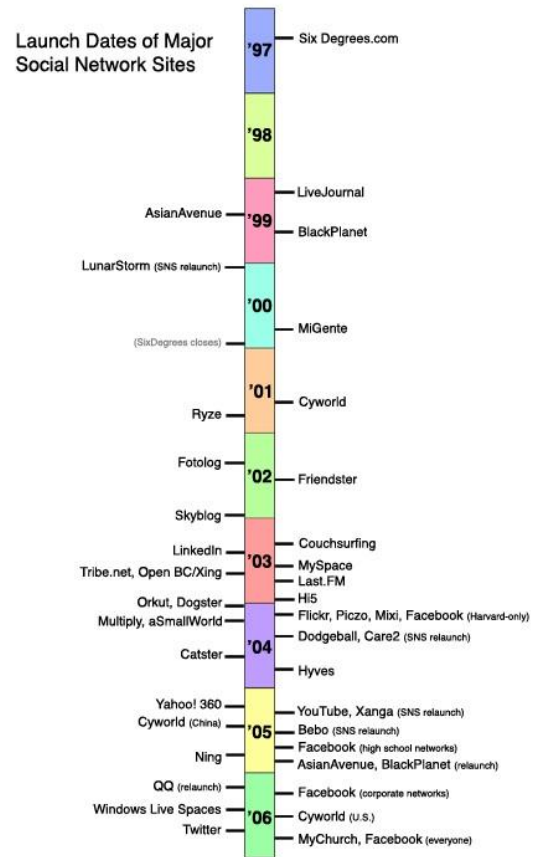 Launch Dates of Major
Social Network Sites
'97
Six Degrees.com
'98
'99
LiveJournal
AsianAvenue
BlackPlanet
LunarStorm (SNS relaunch)
'00
MiGente
(SixDegrees closes)
'01
Cyworld
Ryze
'02
Fotolog
Friendster
Skyblog
'03
Couchsurfing
LinkedIn
MySpace
Tribe.net, Open BC/Xing
Last.FM
Hi5
Orkut, Dogster
'04
Flickr, Piczo, Mixi, Facebook (Harvard-only)
Multiply, aSmallWorld
Dodgeball, Care2 (SNS relaunch)
Catster
Hyves
'05
Yahoo! 360
YouTube, Xanga (SNS relaunch)
Cyworld (China)
Bebo (SNS relaunch)
Facebook (high school networks)
Ning
AsianAvenue, BlackPlanet (relaunch)
'06
QQ (relaunch)
Facebook (corporate networks)
Windows Live Spaces
Cyworld (U.S.)
Twitter
MyChurch, Facebook (everyone)